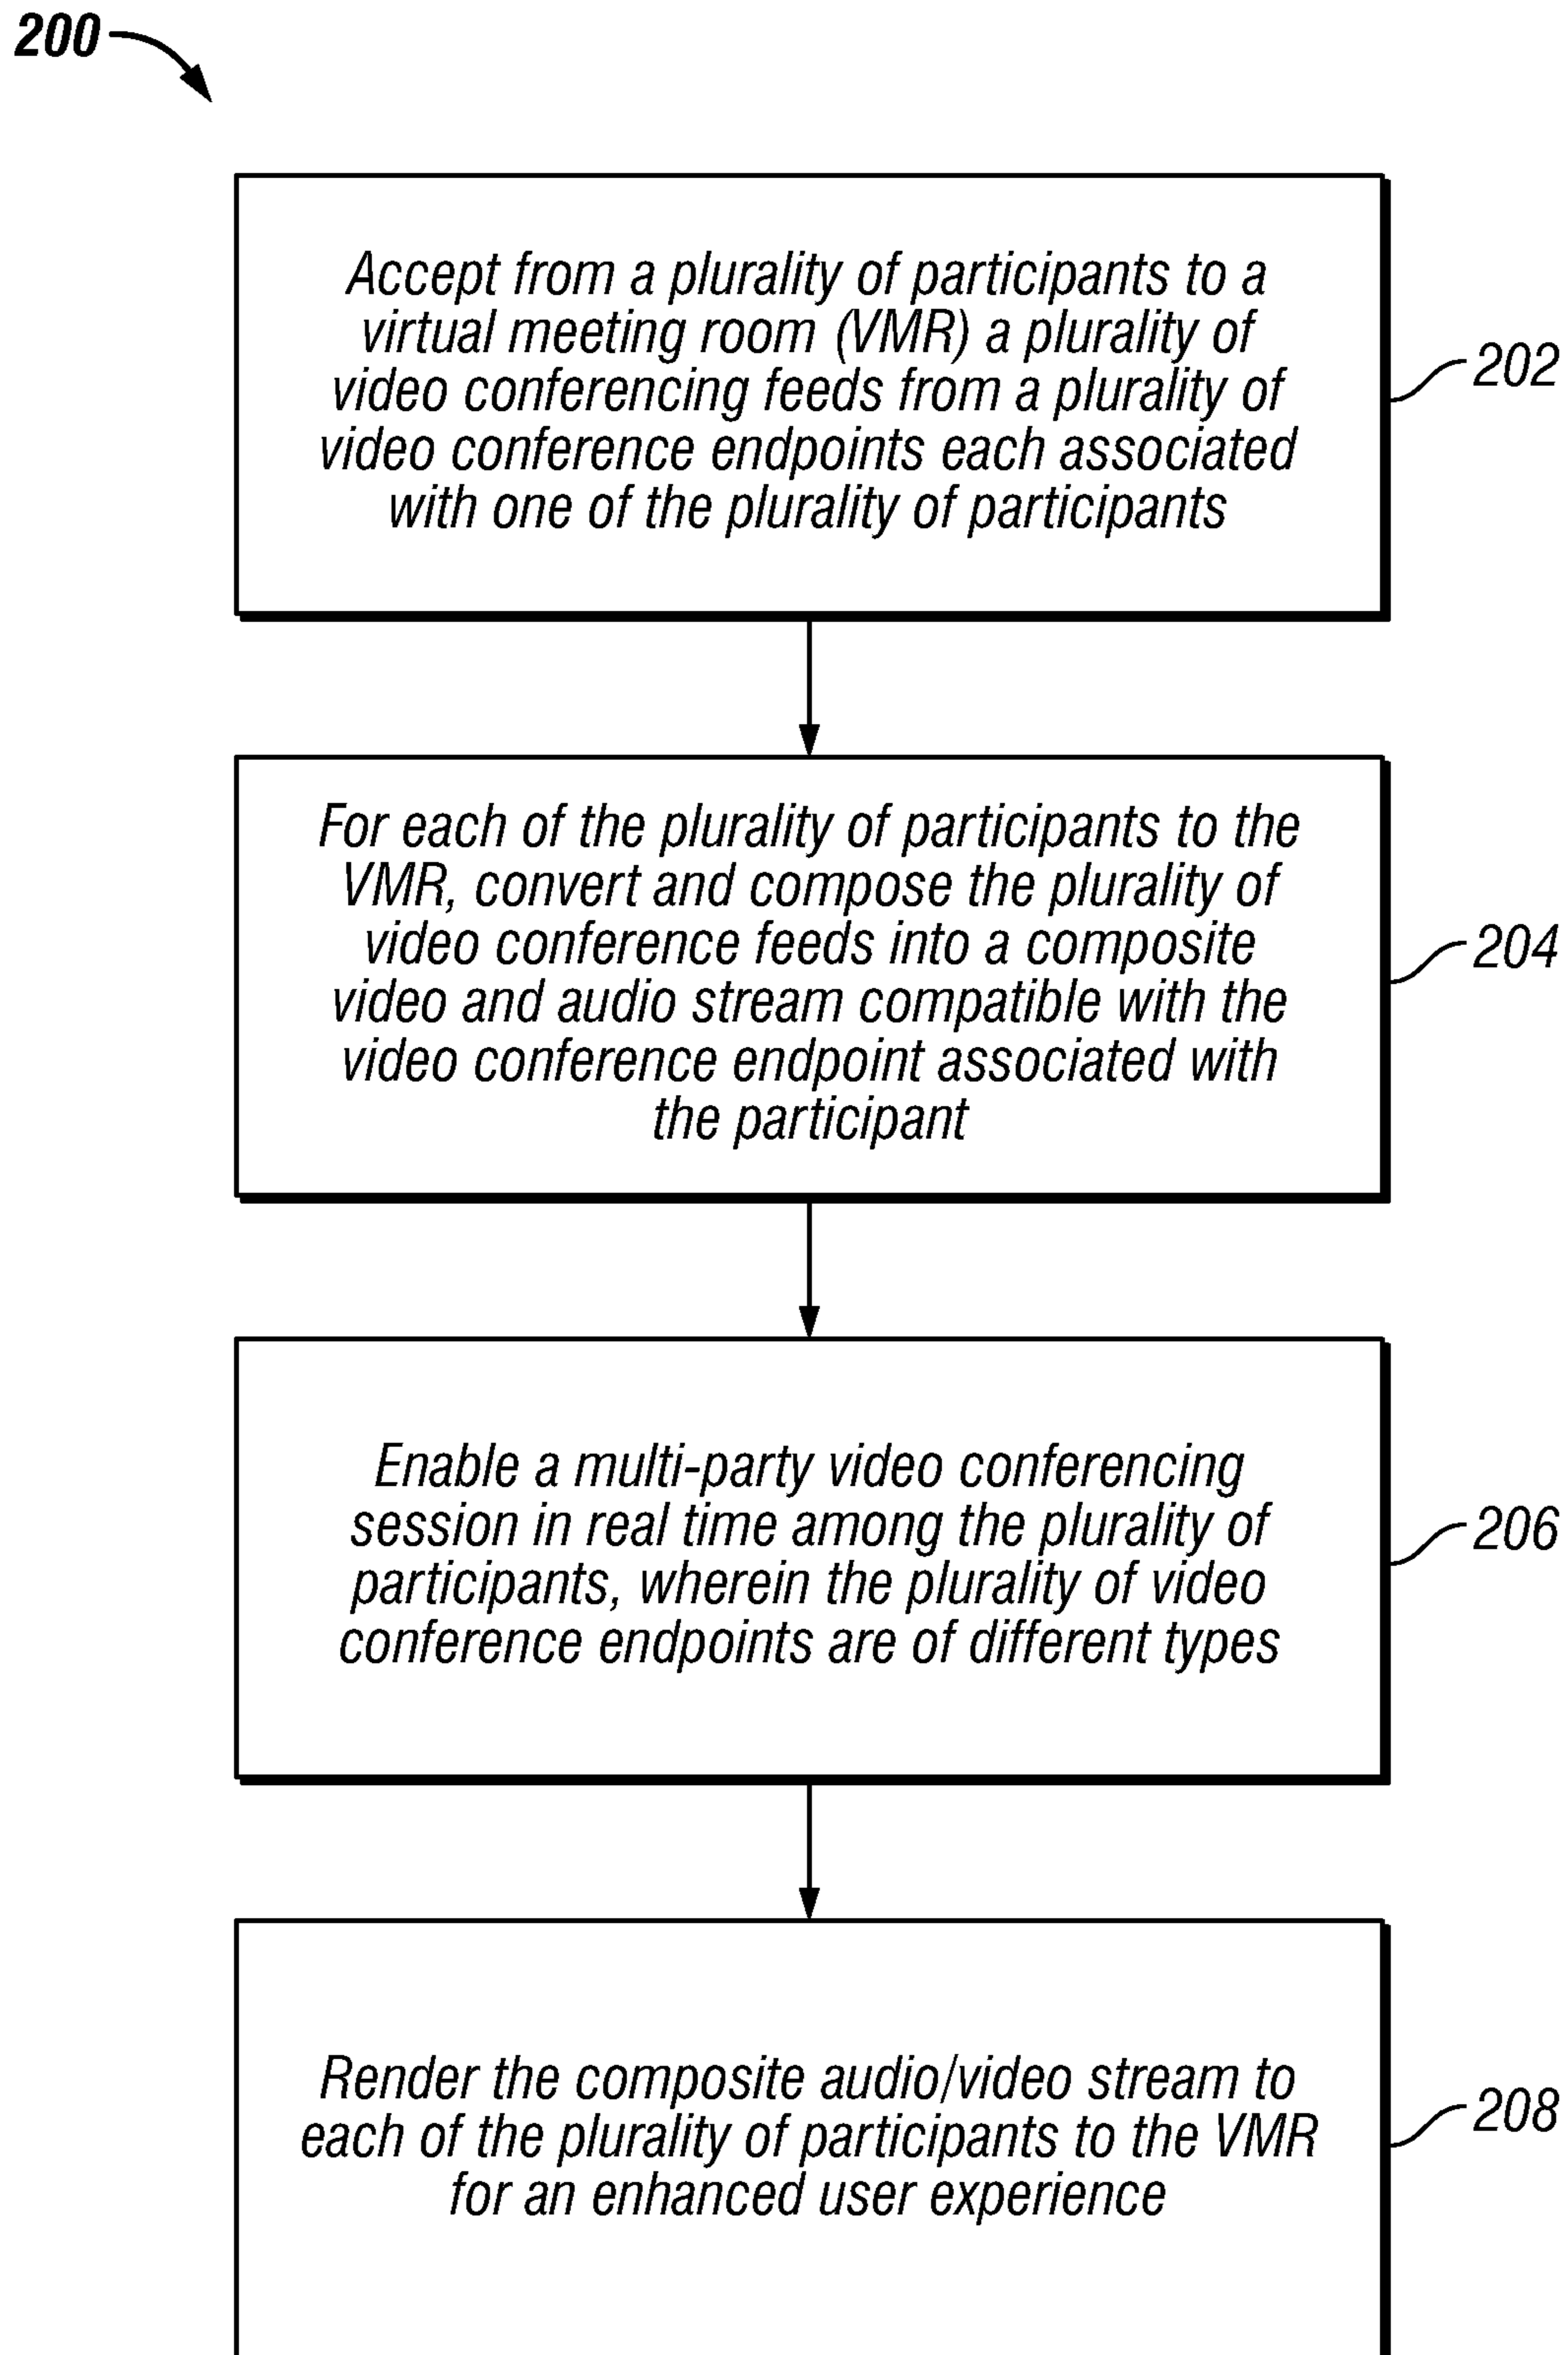 200
Accept from a plurality of participants to a
virtual meeting room (VMR) a plurality of
video conferencing feeds from a plurality of
video conference endpoints each associated
with one of the plurality of participants
202
For each of the plurality of participants to the
VMR, convert and compose the plurality of
video conference feeds into a composite
video and audio stream compatible with the
video conference endpoint associated with
the participant
204
Enable a multi-party video conferencing
session in real time among the plurality of
participants, wherein the plurality of video
conference endpoints are of different types
206
Render the composite audio/video stream to
each of the plurality of participants to the VMR
for an enhanced user experience
208